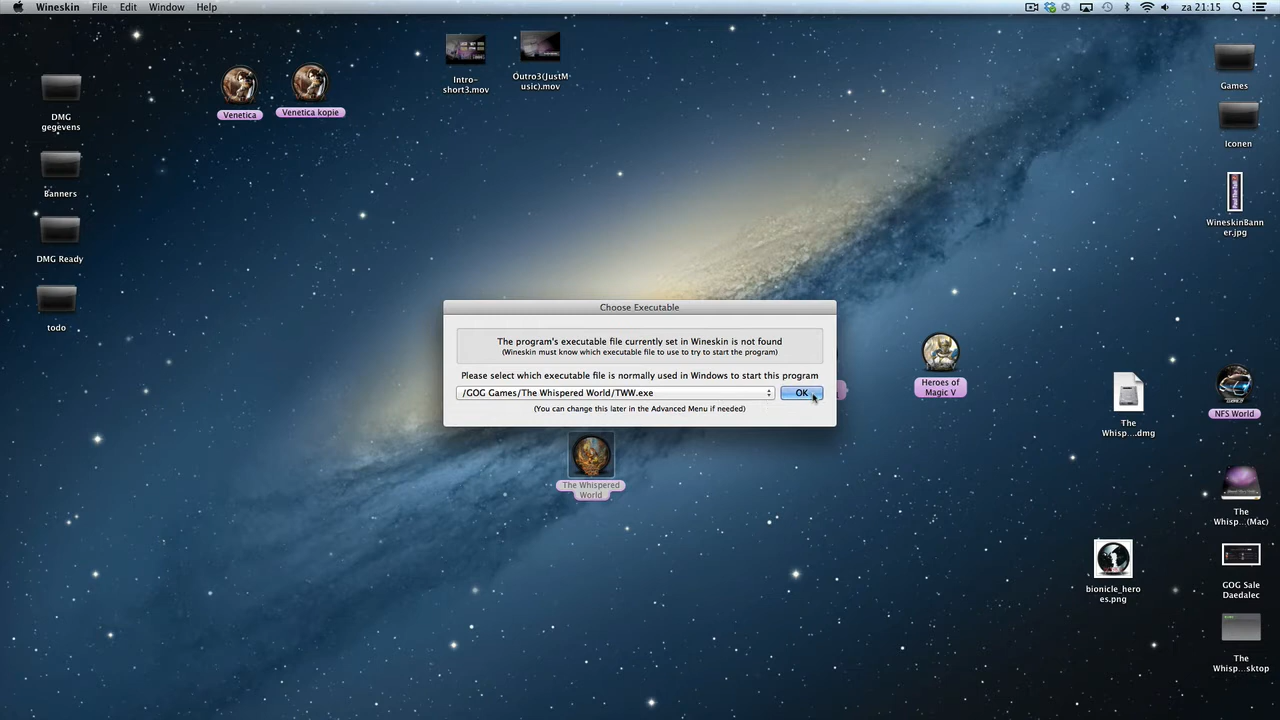 Wineskin File Edit Window Help
za 21:15
DMG
gegevens
Banners
DMG Ready
todo
Venetica
Venetica kopie
Intro-
short3.mov
Outro3(JustM
usic).mov
Games
Iconen
WineskinBann
er.jpg
Choose Executable
The program's executable file currently set in Wineskin is not found
(Wineskin must know which executable file to use to try to start the program)
Please select which executable file is normally used in Windows to start this program
/GOG Games/The Whispered World/TWW.exe
OK
(You can change this later in the Advanced Menu if needed)
The Whispered
World
Heroes of
Magic V
The
Whisp....dmg
NFS World
The
Whisp...(Mac)
bionicle_hero
es.png
GOG Sale
Daedalec
The
Whisp...sktop